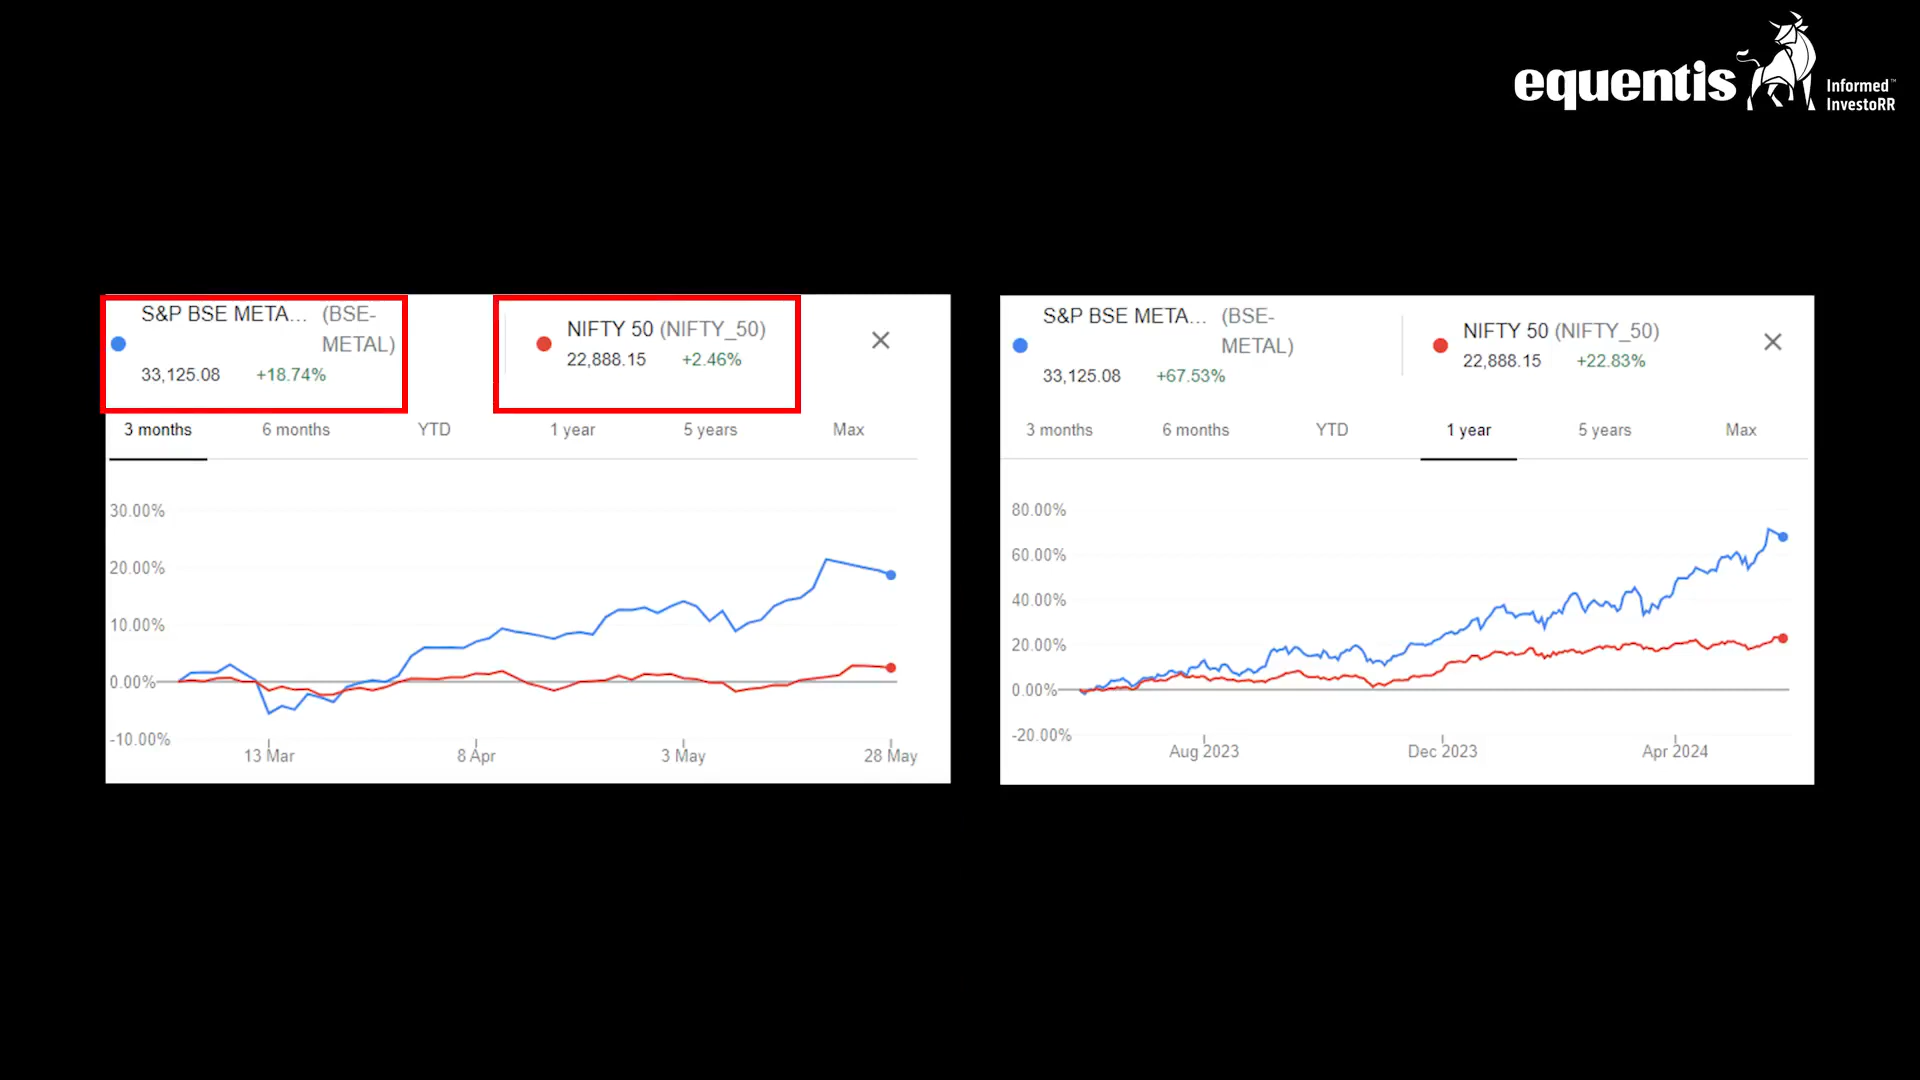 equentis
Informed™
InvestoRR
S&P BSE META... (BSE-
METAL)
33,125.08 +18.74%
NIFTY 50 (NIFTY_50)
22,888.15 +2.46%
3 months 6 months YTD 1 year 5 years Max
30.00%
20.00%
10.00%
0.00%
-10.00%
13 Mar 8 Apr 3 May 28 May
S&P BSE META... (BSE-
METAL)
33,125.08 +67.53%
NIFTY 50 (NIFTY_50)
22,888.15 +22.83%
3 months 6 months YTD 1 year 5 years Max
80.00%
60.00%
40.00%
20.00%
0.00%
-20.00%
Aug 2023 Dec 2023 Apr 2024